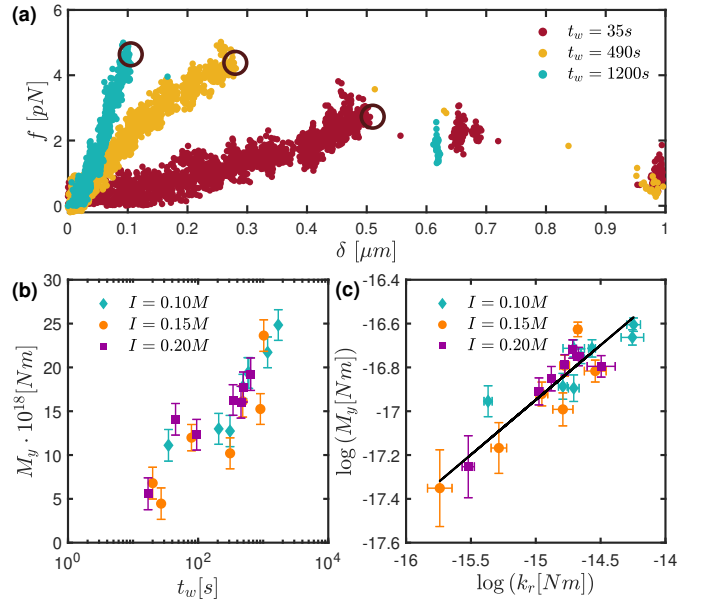 (a)
t_w = 35s
t_w = 490s
t_w = 1200s
f [pN]
6
4
2
0
0 0.1 0.2 0.3 0.4 0.5 0.6 0.7 0.8 0.9 1
δ [μm]
(b)
I = 0.10M
I = 0.15M
I = 0.20M
M_y · 10^18 [Nm]
30
25
20
15
10
5
0
10^0 10^2 10^4
t_w[s]
(c)
I = 0.10M
I = 0.15M
I = 0.20M
log (M_y[Nm])
-16.4
-16.6
-16.8
-17
-17.2
-17.4
-17.6
-16 -15.5 -15 -14.5 -14
log (k_r[Nm])